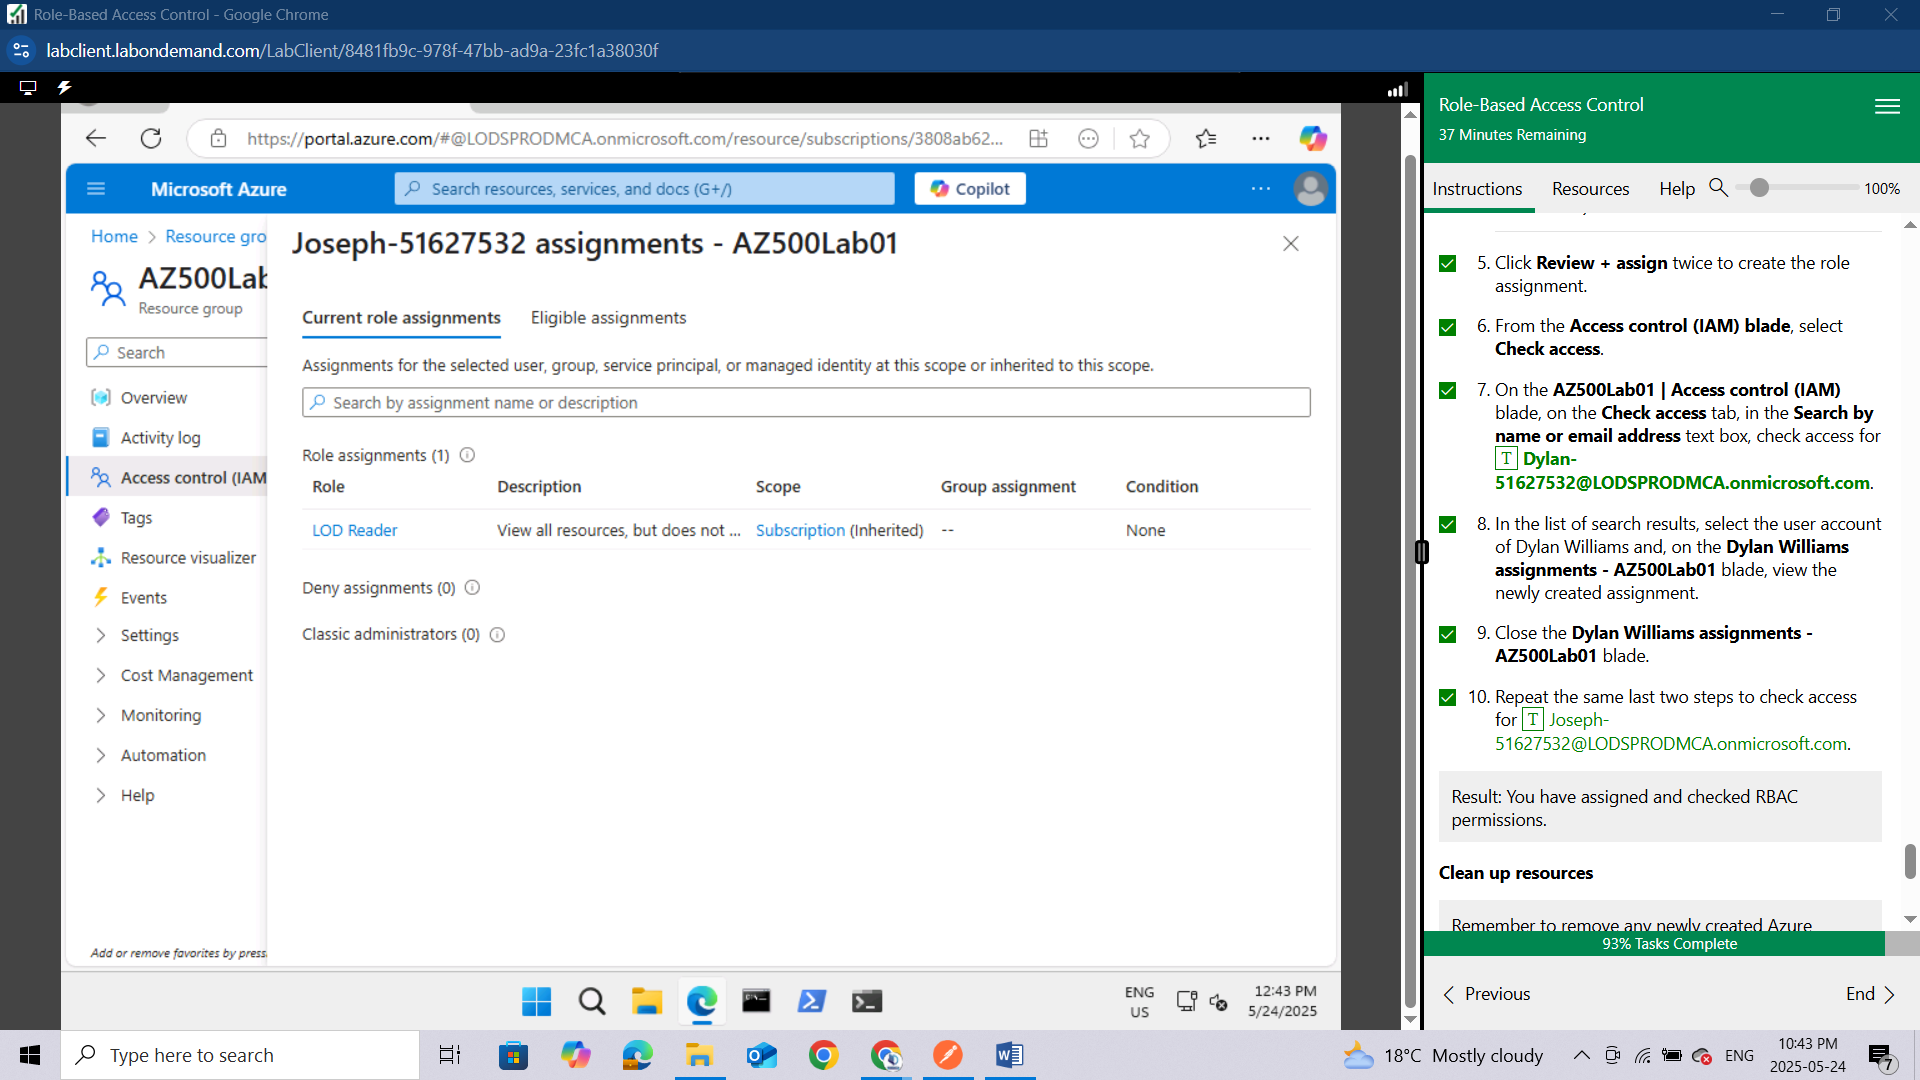 Role-Based Access Control - Google Chrome
labclient.labondemand.com/LabClient/8481fb9c-978f-47bb-ad9a-23fc1a38030f
https://portal.azure.com/#@LODSPRODMCA.onmicrosoft.com/resource/subscriptions/3808ab62...
Microsoft Azure
Search resources, services, and docs (G+/)
Copilot
Home > Resource gro
AZ500Lab
Resource group
Search
Overview
Activity log
Access control (IAM
Tags
Resource visualizer
Events
Settings
Cost Management
Monitoring
Automation
Help
Add or remove favorites by press
Joseph-51627532 assignments - AZ500Lab01
Current role assignments
Eligible assignments
Assignments for the selected user, group, service principal, or managed identity at this scope or inherited to this scope.
Search by assignment name or description
Role assignments (1)
Role Description Scope Group assignment Condition
LOD Reader View all resources, but does not ... Subscription (Inherited) -- None
Deny assignments (0)
Classic administrators (0)
ENG
US
12:43 PM
5/24/2025
Role-Based Access Control
37 Minutes Remaining
Instructions Resources Help 100%
5. Click Review + assign twice to create the role
assignment.
6. From the Access control (IAM) blade, select
Check access.
7. On the AZ500Lab01 | Access control (IAM)
blade, on the Check access tab, in the Search by
name or email address text box, check access for
T Dylan-
51627532@LODSPRODMCA.onmicrosoft.com.
8. In the list of search results, select the user account
of Dylan Williams and, on the Dylan Williams
assignments - AZ500Lab01 blade, view the
newly created assignment.
9. Close the Dylan Williams assignments -
AZ500Lab01 blade.
10. Repeat the same last two steps to check access
for T Joseph-
51627532@LODSPRODMCA.onmicrosoft.com.
Result: You have assigned and checked RBAC
permissions.
Clean up resources
Remember to remove any newly created Azure
93% Tasks Complete
Previous
End
Type here to search
18°C Mostly cloudy
ENG
10:43 PM
2025-05-24
7